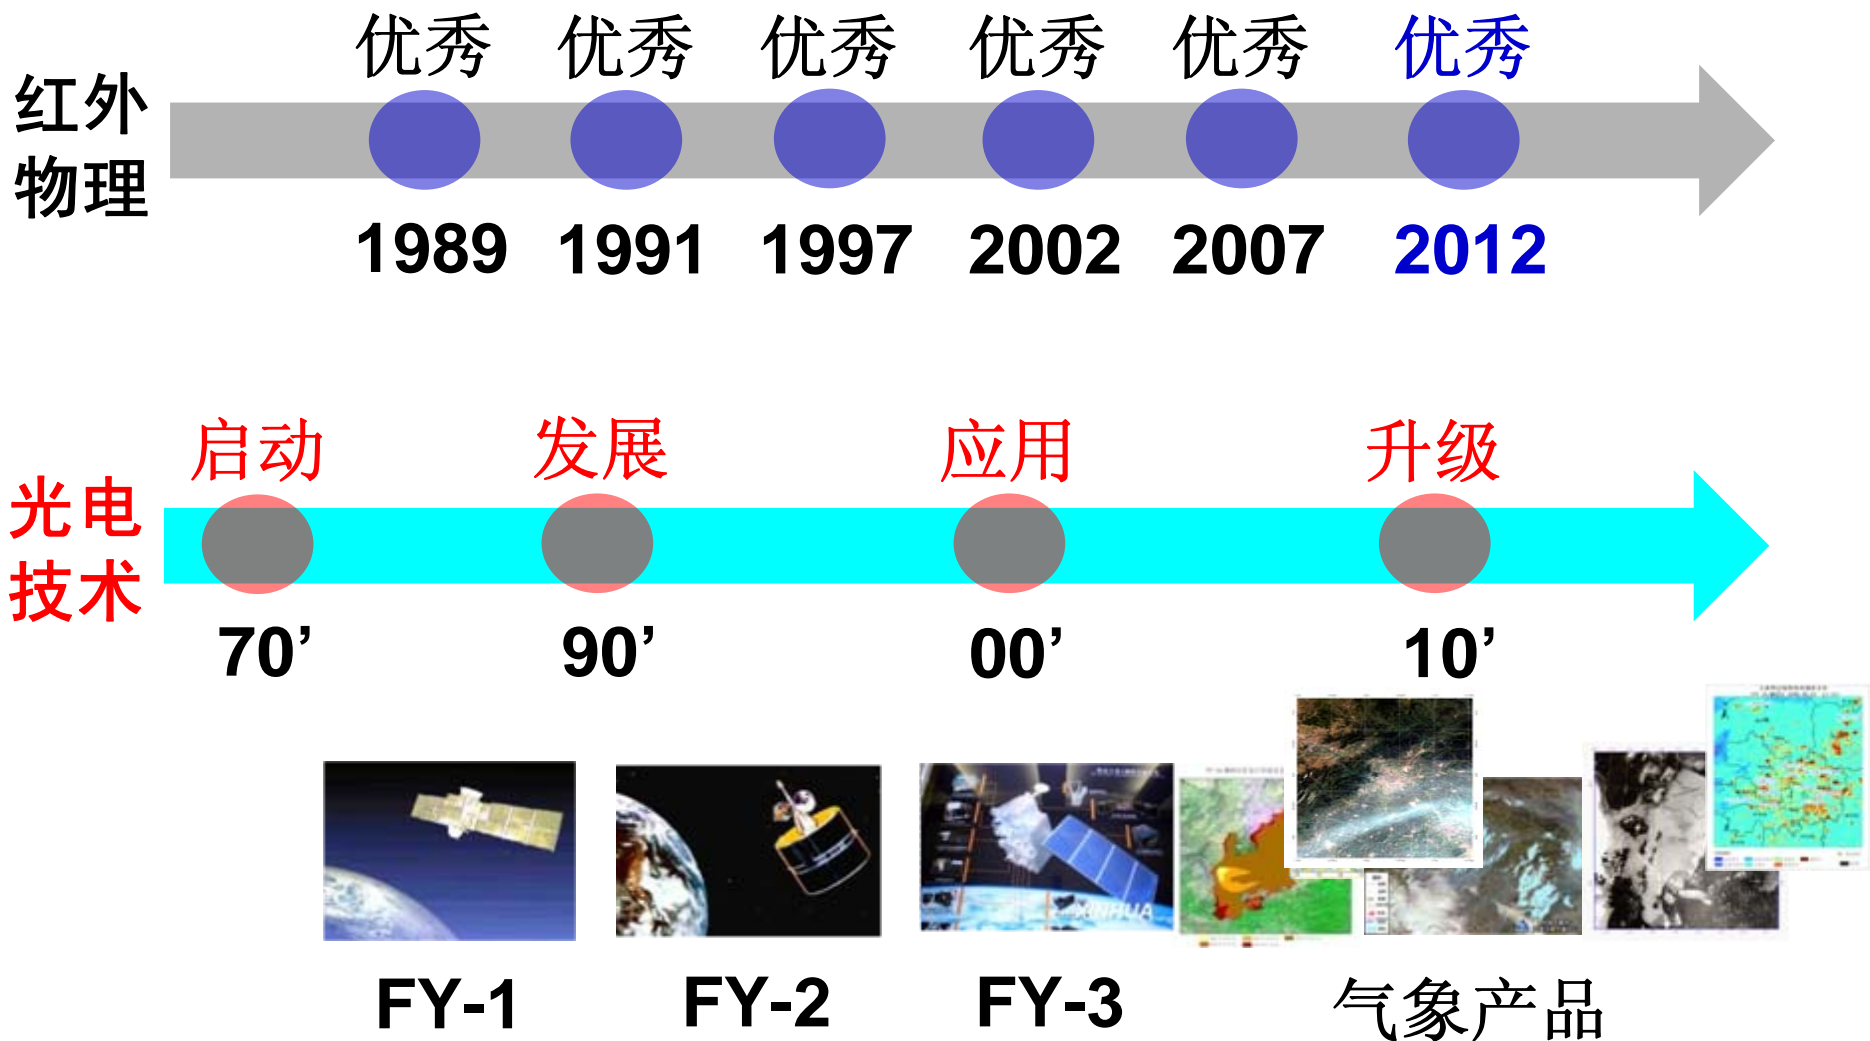 优秀 优秀 优秀 优秀 优秀 优秀
红外
物理
1989 1991 1997 2002 2007 2012
启动 发展 应用 升级
光电
技术
70’ 90’ 00’ 10’
XINHUA
FY-1 FY-2 FY-3 气象产品